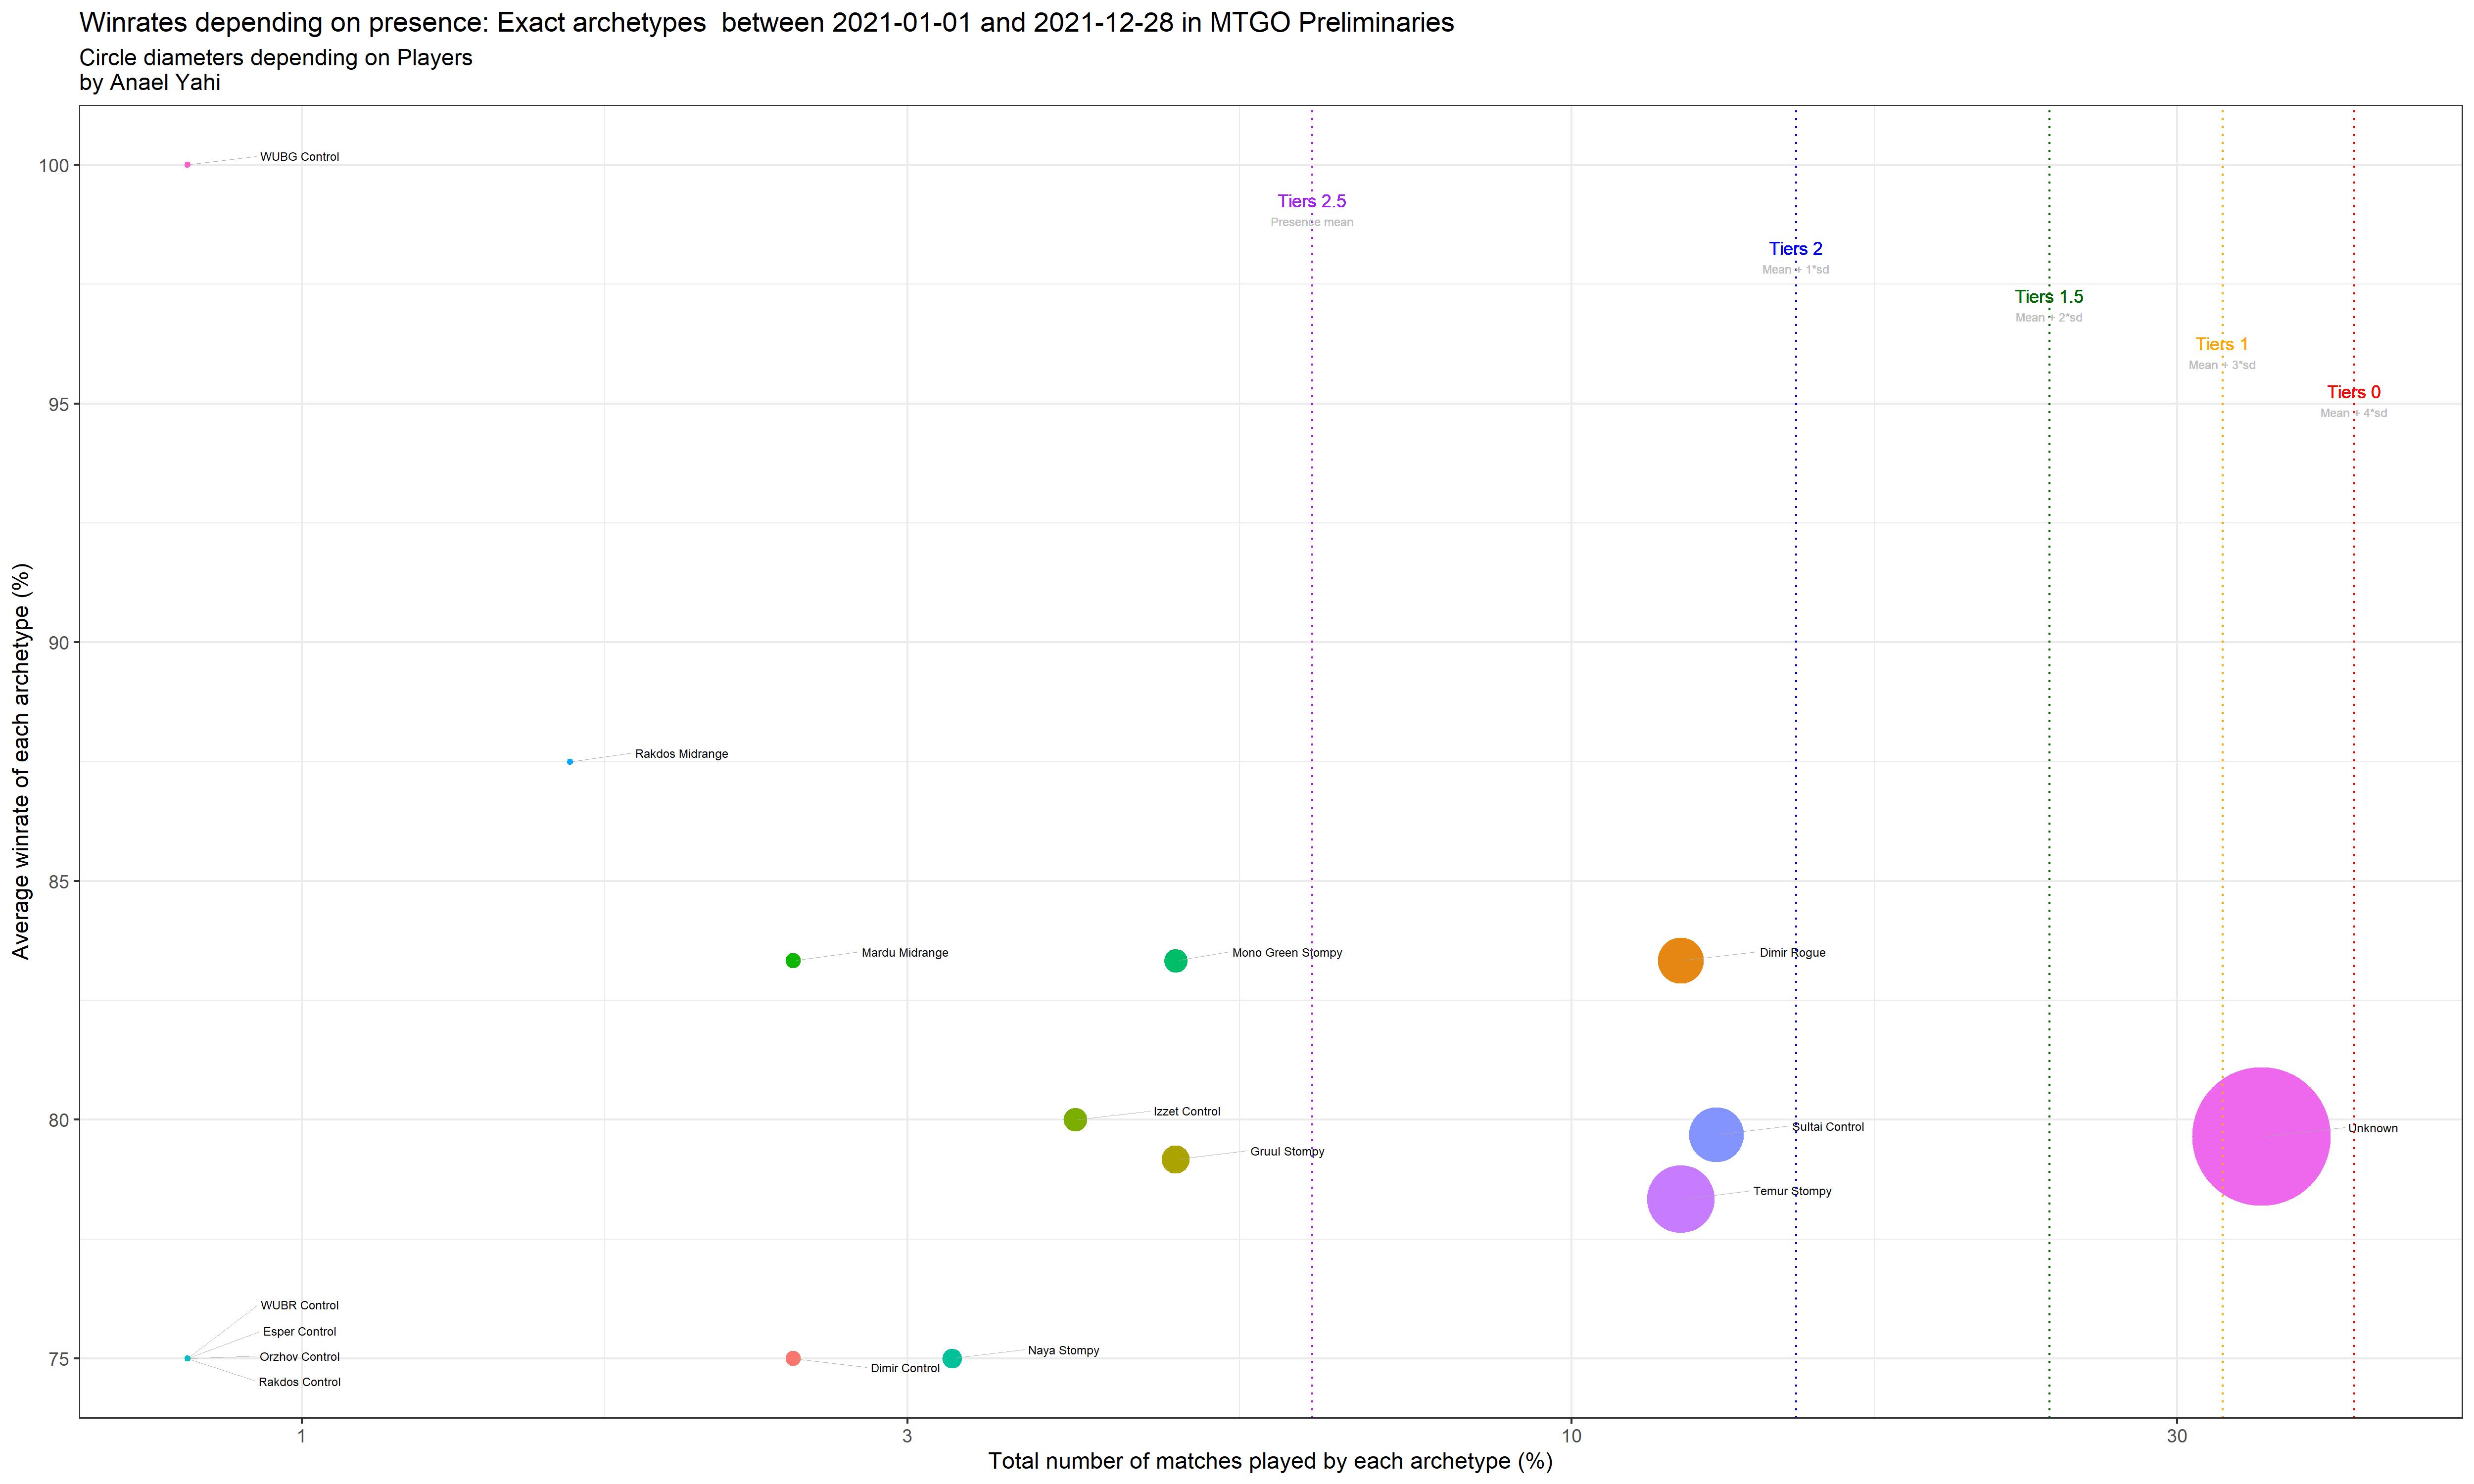 Winrates depending on presence: Exact archetypes  between 2021-01-01 and 2021-12-28 in MTGO Preliminaries
Circle diameters depending on Players
by Anael Yahi
Average winrate of each archetype (%)
100
95
90
85
80
75
WUBG Control
Tiers 2.5
Presence mean
Tiers 2
Mean + 1*sd
Tiers 1.5
Mean + 2*sd
Tiers 1
Mean + 3*sd
Tiers 0
Mean + 4*sd
Rakdos Midrange
Mardu Midrange
Mono Green Stompy
Dimir Rogue
Izzet Control
Gruul Stompy
Sultai Control
Unknown
Temur Stompy
WUBR Control
Esper Control
Orzhov Control
Rakdos Control
Dimir Control
Naya Stompy
1
3
10
30
Total number of matches played by each archetype (%)